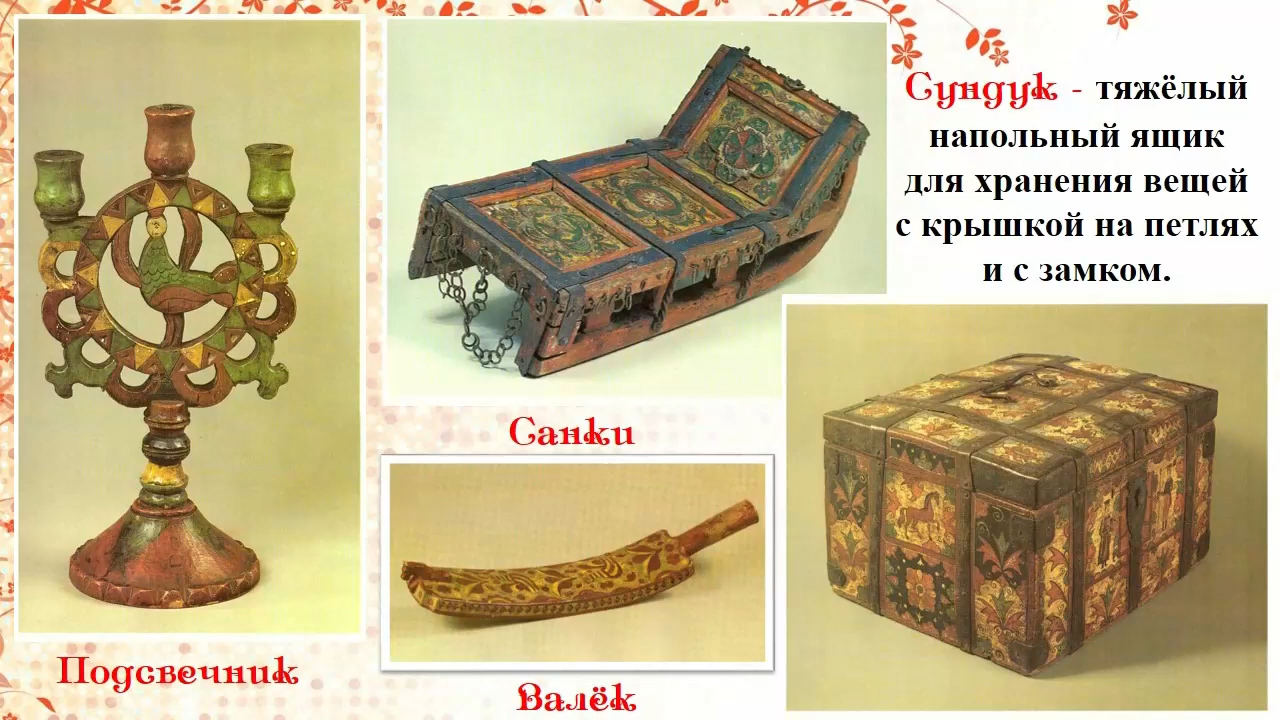 Сундук - тяжёлый
напольный ящик
для хранения вещей
с крышкой на петлях
и с замком.
Санки
Подсвечник
Валёк